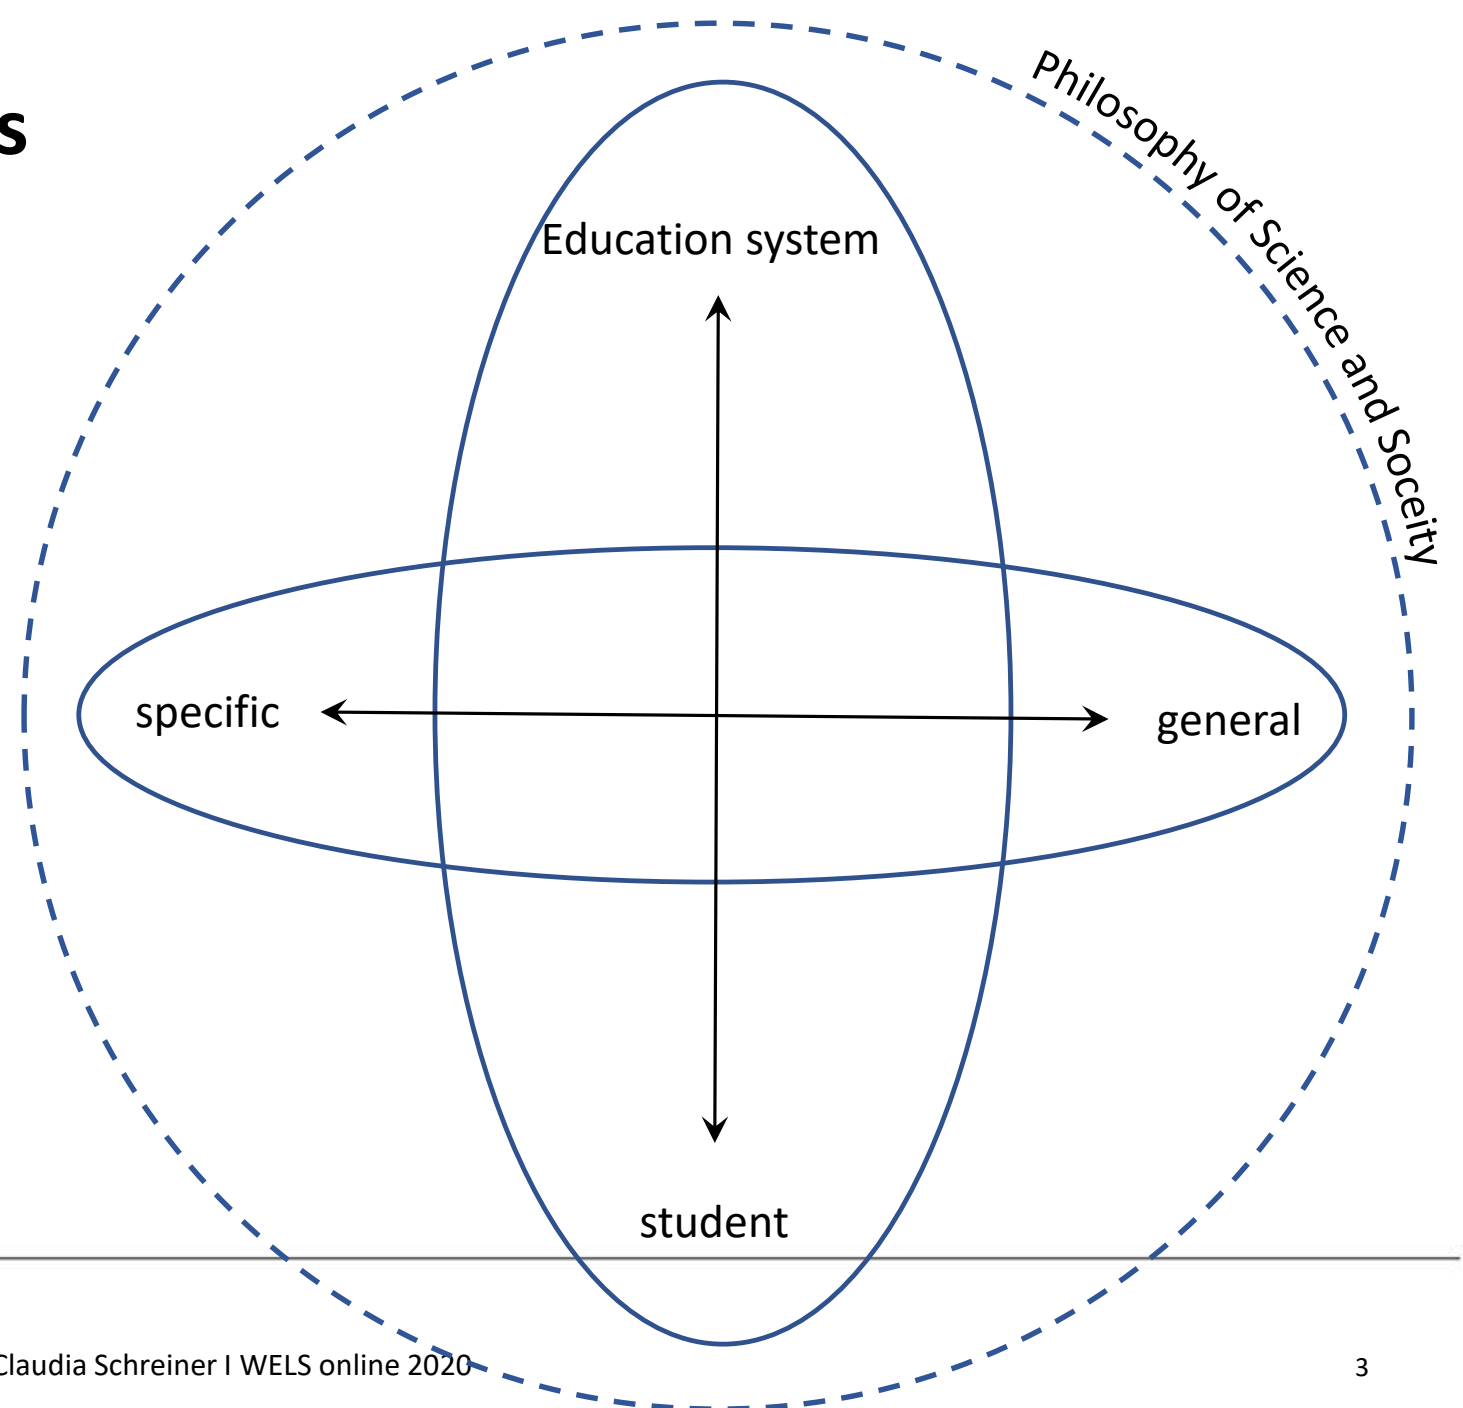 s
Philosophy of Science and Soceity
Education system
specific
general
student
Claudia Schreiner I WELS online 2020
3